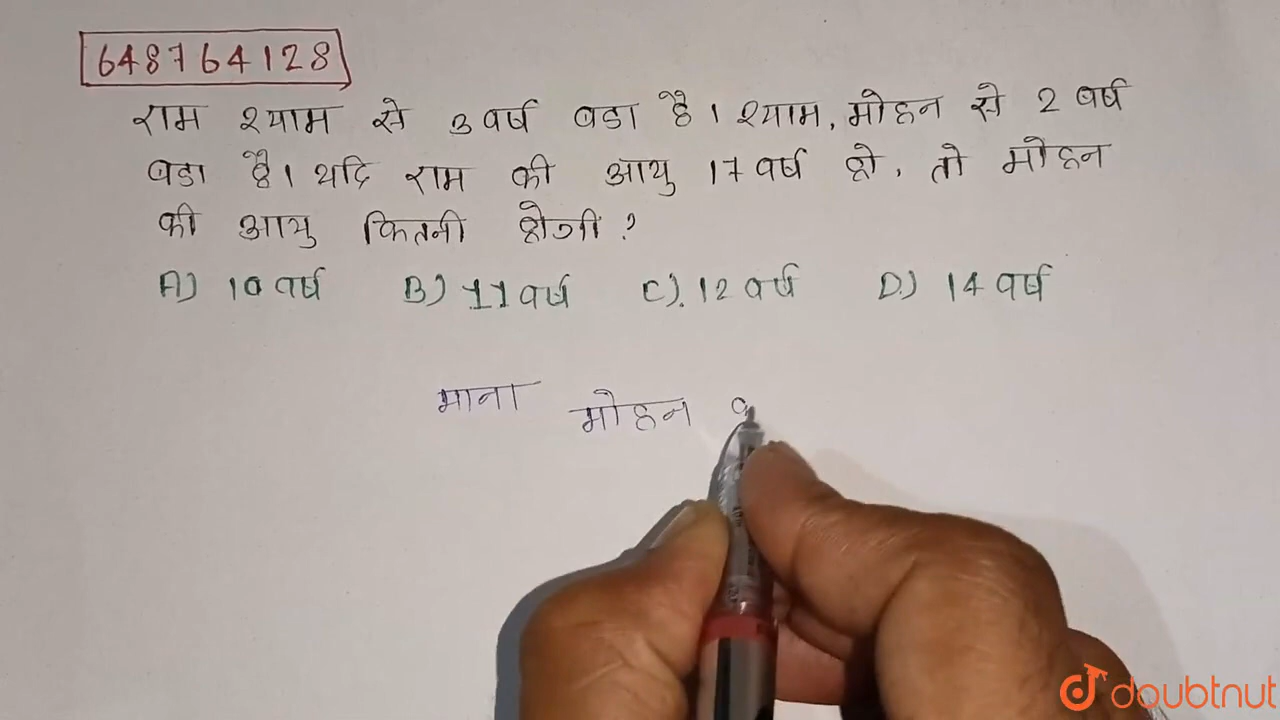 648764128
राम श्याम से 3 वर्ष बडा है। श्याम, मोहन से 2 वर्ष
बडा है। यदि राम की आयु 17 वर्ष हो, तो मोहन
की आयु कितनी होगीं?
A) 10 वर्ष B) 11 वर्ष C). 12 वर्ष D.) 14 वर्ष
माना मोहन
doubtnut